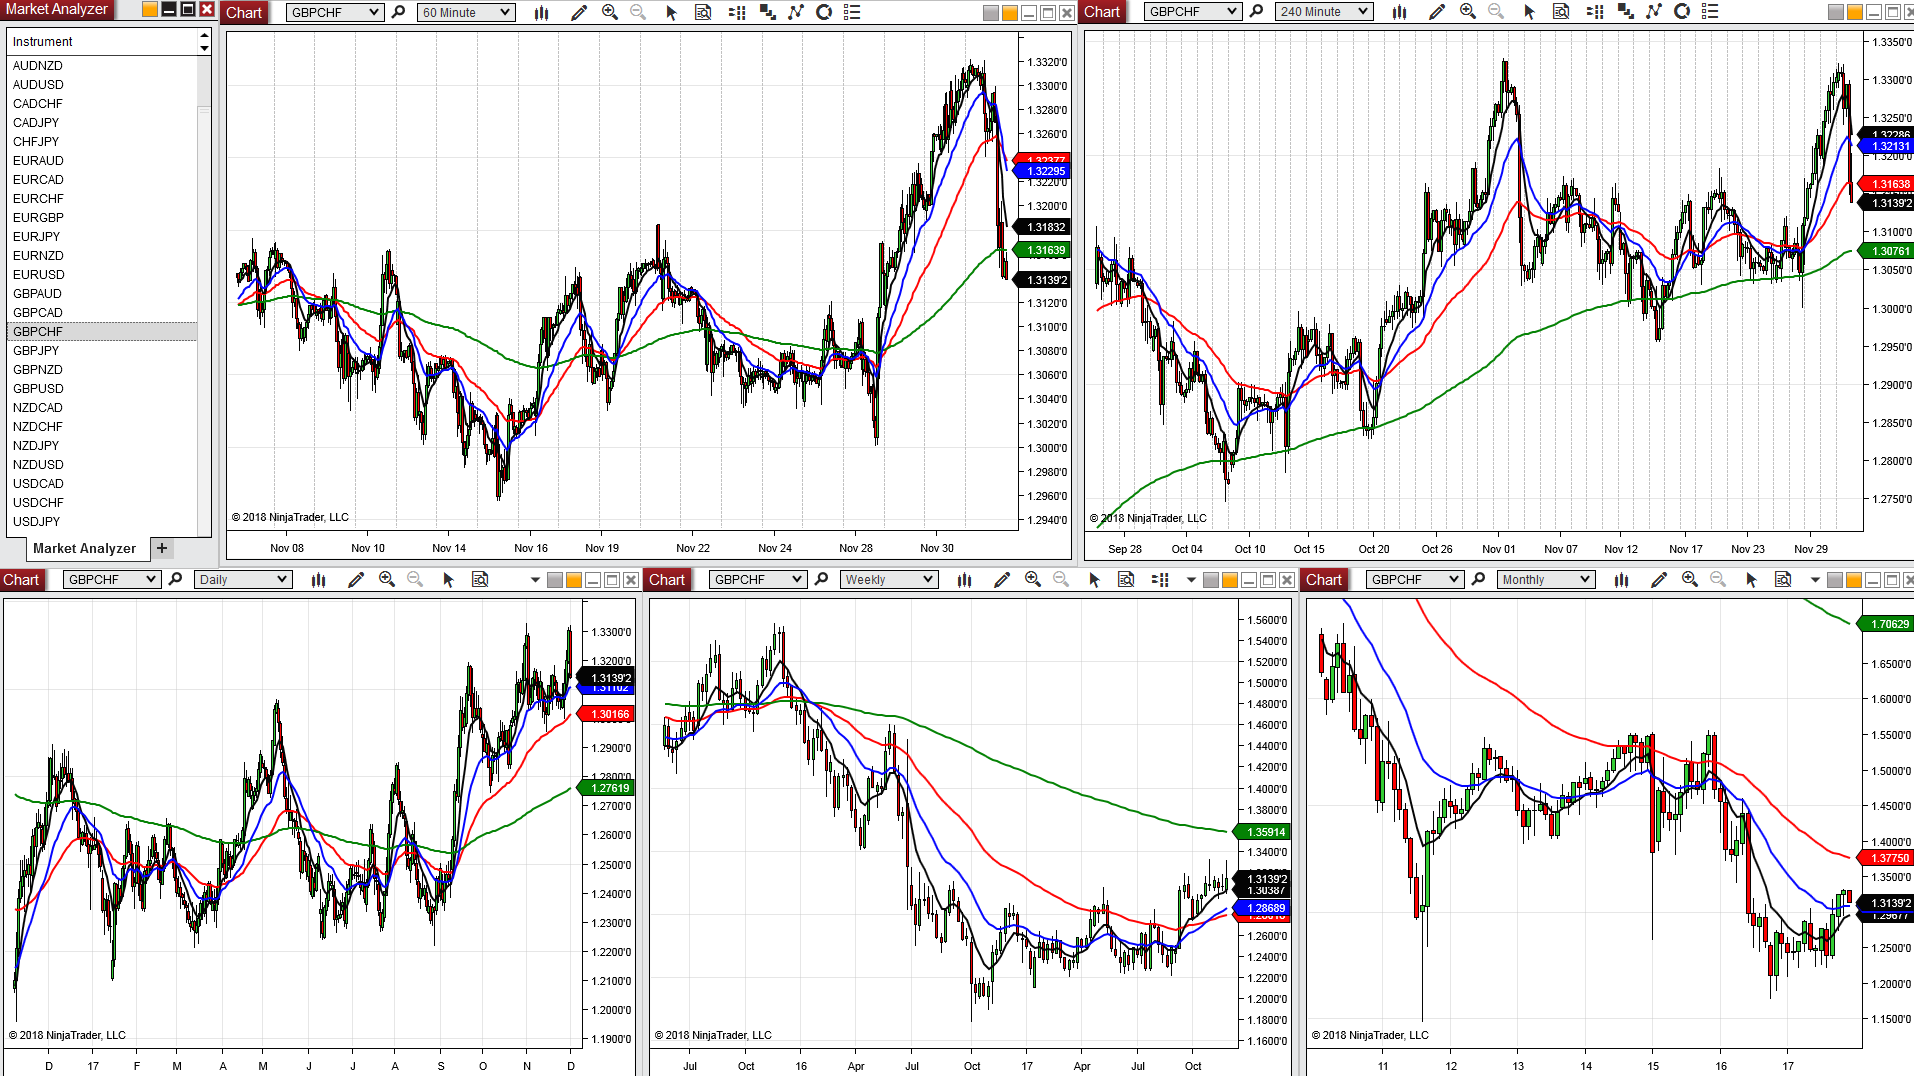 Market Analyzer
Instrument
AUDNZD
AUDUSD
CADCHF
CADJPY
CHFJPY
EURAUD
EURCAD
EURCHF
EURGBP
EURJPY
EURNZD
EURUSD
GBPAUD
GBPCAD
GBPCHF
GBPJPY
GBPNZD
GBPUSD
NZDCAD
NZDCHF
NZDJPY
NZDUSD
USDCAD
USDCHF
USDJPY
Market Analyzer +
Chart GBPCHF 60 Minute
1.3320'0
1.3300'0
1.3280'0
1.3260'0
1.32377
1.32295
1.3220'0
1.3200'0
1.31832
1.31639
1.3139'2
1.3120'0
1.3100'0
1.3080'0
1.3060'0
1.3040'0
1.3020'0
1.3000'0
1.2980'0
1.2960'0
1.2940'0
© 2018 NinjaTrader, LLC
Nov 08 Nov 10 Nov 14 Nov 16 Nov 19 Nov 22 Nov 24 Nov 28 Nov 30
Chart GBPCHF 240 Minute
1.3350'0
1.3300'0
1.3250'0
1.32286
1.32131
1.3200'0
1.31638
1.3139'2
1.30761
1.3050'0
1.3000'0
1.2950'0
1.2900'0
1.2850'0
1.2800'0
1.2750'0
© 2018 NinjaTrader, LLC
Sep 28 Oct 04 Oct 10 Oct 15 Oct 20 Oct 26 Nov 01 Nov 07 Nov 12 Nov 17 Nov 23 Nov 29
Chart GBPCHF Daily
1.3300'0
1.3200'0
1.3139'2
1.31102
1.30166
1.2900'0
1.2800'0
1.27619
1.2700'0
1.2600'0
1.2500'0
1.2400'0
1.2300'0
1.2200'0
1.2100'0
1.2000'0
1.1900'0
© 2018 NinjaTrader, LLC
D 17 F M A M J J A S O N D
Chart GBPCHF Weekly
1.5600'0
1.5400'0
1.5200'0
1.5000'0
1.4800'0
1.4600'0
1.4400'0
1.4200'0
1.4000'0
1.3800'0
1.35914
1.3400'0
1.3139'2
1.30387
1.28689
1.2600'0
1.2400'0
1.2200'0
1.2000'0
1.1800'0
1.1600'0
© 2018 NinjaTrader, LLC
Jul Oct 16 Apr Jul Oct 17 Apr Jul Oct
Chart GBPCHF Monthly
1.70629
1.6500'0
1.6000'0
1.5500'0
1.5000'0
1.4500'0
1.4000'0
1.37750
1.3500'0
1.3139'2
1.29677
1.2500'0
1.2000'0
1.1500'0
© 2018 NinjaTrader, LLC
11 12 13 14 15 16 17